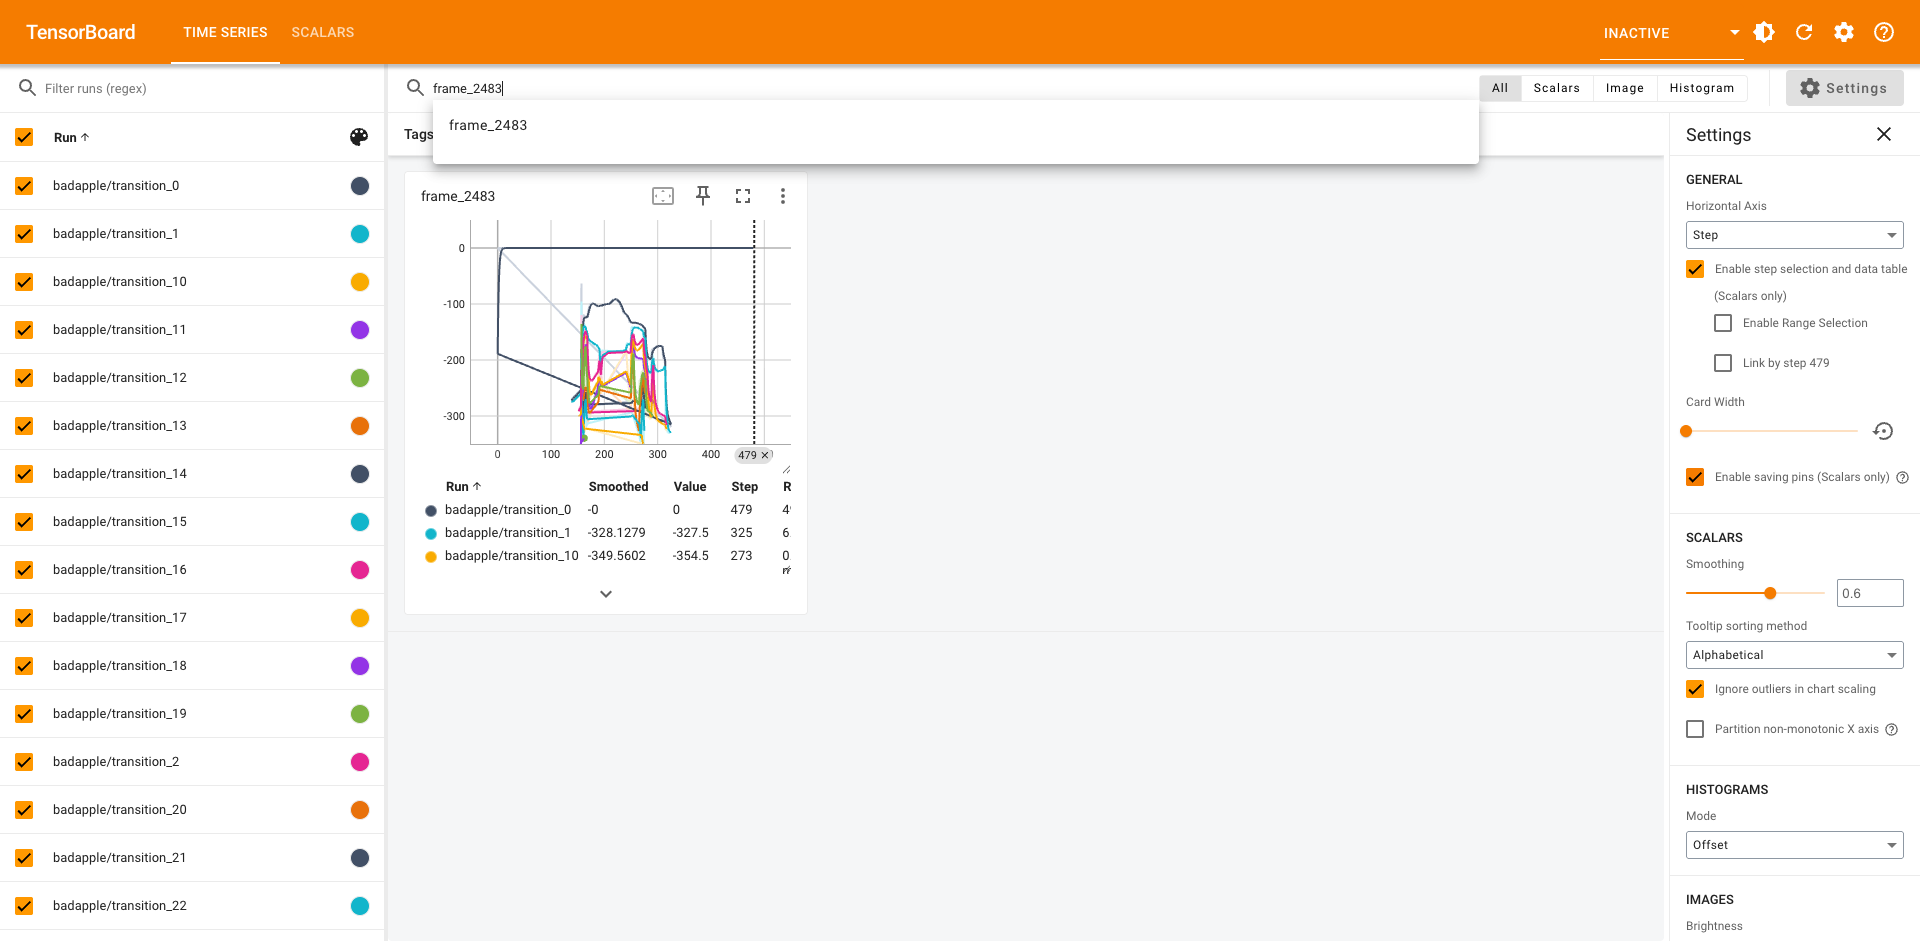 TensorBoard
TIME SERIES
SCALARS
INACTIVE
Filter runs (regex)
frame_2483
All
Scalars
Image
Histogram
Settings
Run
badapple/transition_0
badapple/transition_1
badapple/transition_10
badapple/transition_11
badapple/transition_12
badapple/transition_13
badapple/transition_14
badapple/transition_15
badapple/transition_16
badapple/transition_17
badapple/transition_18
badapple/transition_19
badapple/transition_2
badapple/transition_20
badapple/transition_21
badapple/transition_22
Tags
frame_2483
frame_2483
0
-100
-200
-300
0 100 200 300 400 479
Run Smoothed Value Step R
badapple/transition_0 -0 0 479
badapple/transition_1 -328.1279 -327.5 325 6
badapple/transition_10 -349.5602 -354.5 273 0
Settings
GENERAL
Horizontal Axis
Step
Enable step selection and data table
(Scalars only)
Enable Range Selection
Link by step 479
Card Width
Enable saving pins (Scalars only)
SCALARS
Smoothing
0.6
Tooltip sorting method
Alphabetical
Ignore outliers in chart scaling
Partition non-monotonic X axis
HISTOGRAMS
Mode
Offset
IMAGES
Brightness